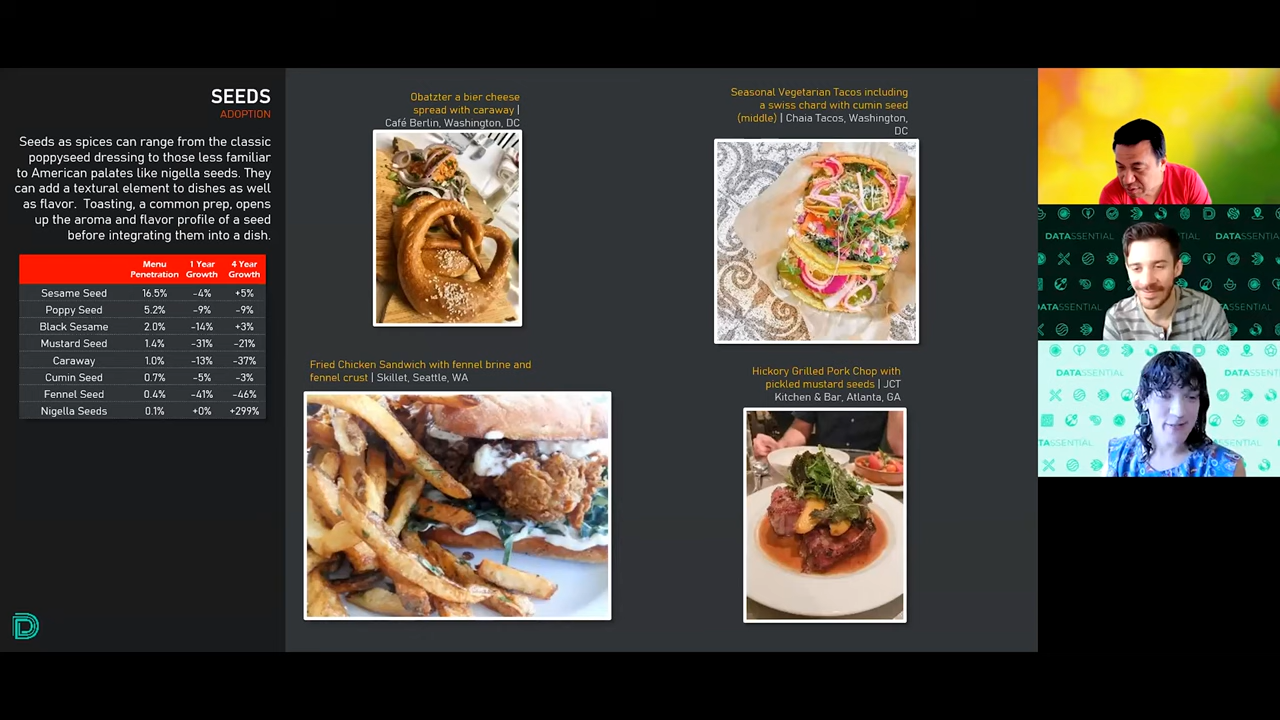 SEEDS
ADOPTION
Seeds as spices can range from the classic
poppyseed dressing to those less familiar
to American palates like nigella seeds. They
can add a textural element to dishes as well
as flavor. Toasting, a common prep, opens
up the aroma and flavor profile of a seed
before integrating them into a dish.
Menu Penetration 1 Year Growth 4 Year Growth
Sesame Seed 16.5% -4% +5%
Poppy Seed 5.2% -9% -9%
Black Sesame 2.0% -14% +3%
Mustard Seed 1.4% -31% -21%
Caraway 1.0% -13% -37%
Cumin Seed 0.7% -5% -3%
Fennel Seed 0.4% -41% -46%
Nigella Seeds 0.1% +0% +299%
Obatzter a bier cheese
spread with caraway |
Café Berlin, Washington, DC
Seasonal Vegetarian Tacos including
a swiss chard with cumin seed
(middle) | Chaia Tacos, Washington,
DC
Fried Chicken Sandwich with fennel brine and
fennel crust | Skillet, Seattle, WA
Hickory Grilled Pork Chop with
pickled mustard seeds | JCT
Kitchen & Bar, Atlanta, GA
DATASSENTIAL DATASSENTIAL
DATASSENTIAL
TASSENTIAL DATASSENTIAL